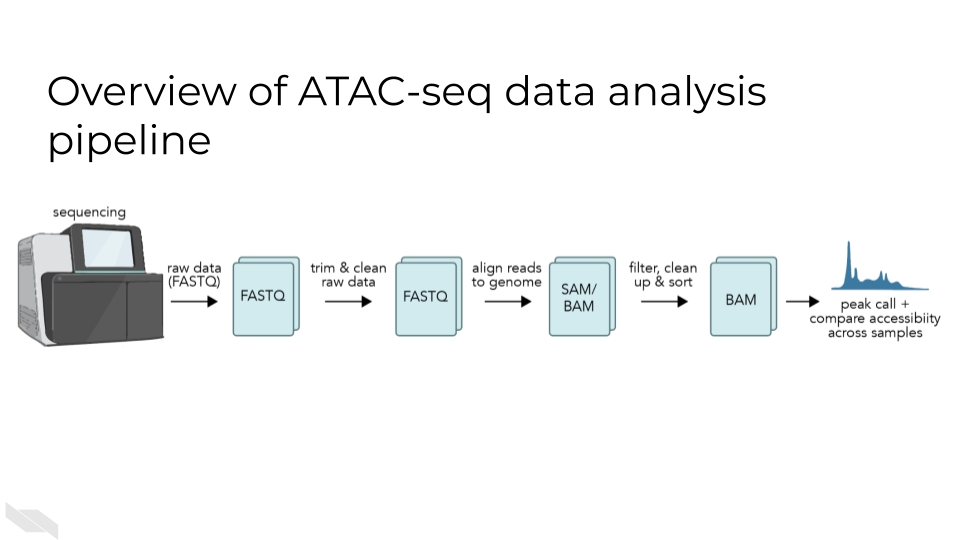 Overview of ATAC-seq data analysis
pipeline
sequencing
raw data
(FASTQ)
FASTQ
trim & clean
raw data
FASTQ
align reads
to genome
SAM/
BAM
filter, clean
up & sort
BAM
peak call +
compare accessibiity
across samples